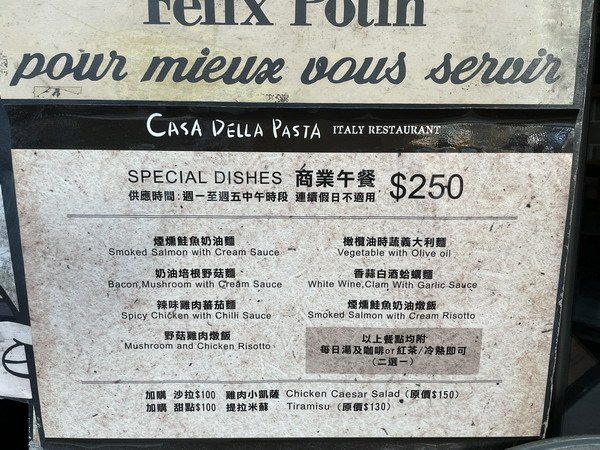 Felix Potin
pour mieux vous servir
CASA DELLA PASTA ITALY RESTAURANT
SPECIAL DISHES 商業午餐 $250
供應時間：週一至週五中午時段 連續假日不適用
煙燻鮭魚奶油麵
Smoked Salmon with Cream Sauce
橄欖油時蔬義大利麵
Vegetable with Olive oil
奶油培根野菇麵
Bacon,Mushroom with Cream Sauce
香蒜白酒蛤蠣麵
White Wine,Clam With Garlic Sauce
辣味雞肉蕃茄麵
Spicy Chicken with Chilli Sauce
煙燻鮭魚奶油燉飯
Smoked Salmon with Cream Risotto
野菇雞肉燉飯
Mushroom and Chicken Risotto
以上餐點均附
每日湯及咖啡or紅茶/冷熱即可
（二選一）
加購 沙拉$100 雞肉小凱薩 Chicken Caesar Salad（原價$150）
加購 甜點$100 提拉米蘇 Tiramisu（原價$130）